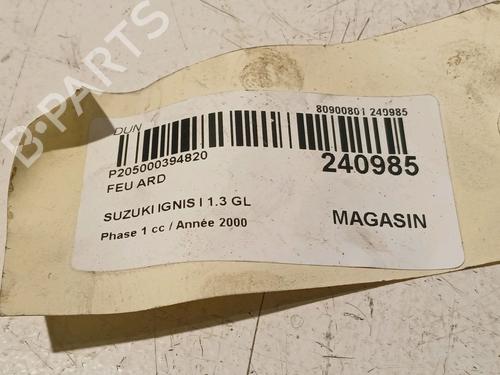 B-PARTS
DUN
80900801 240985
P205000394820
240985
FEU ARD
SUZUKI IGNIS I 1.3 GL
MAGASIN
Phase 1 cc / Année 2000